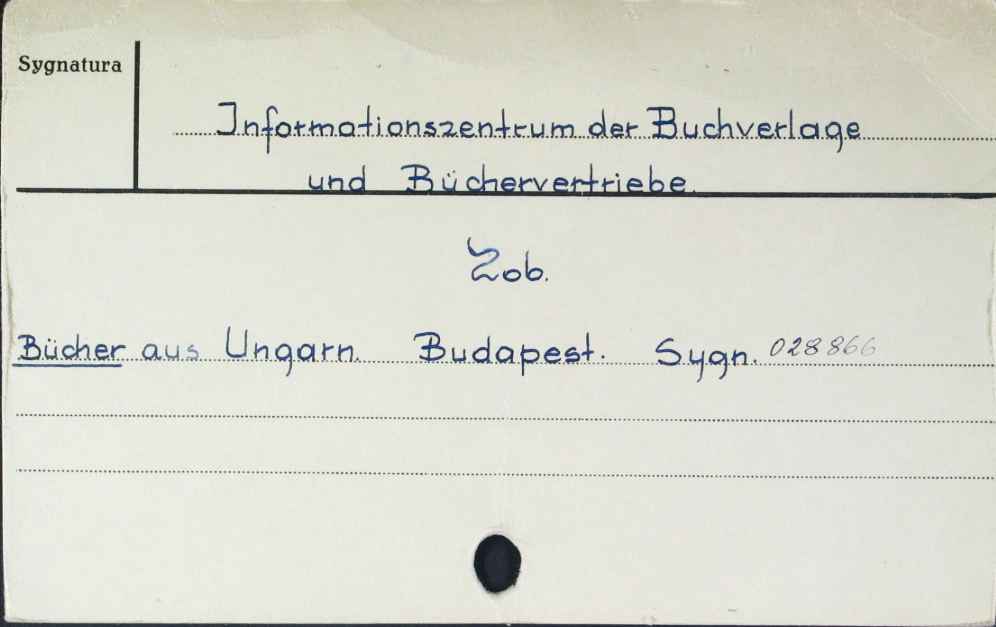 Sygnatura
Informationszentrum der Buchverlage
und Büchervertriebe.
Zob.
Bücher aus Ungarn. Budapest. Sygn. 028866